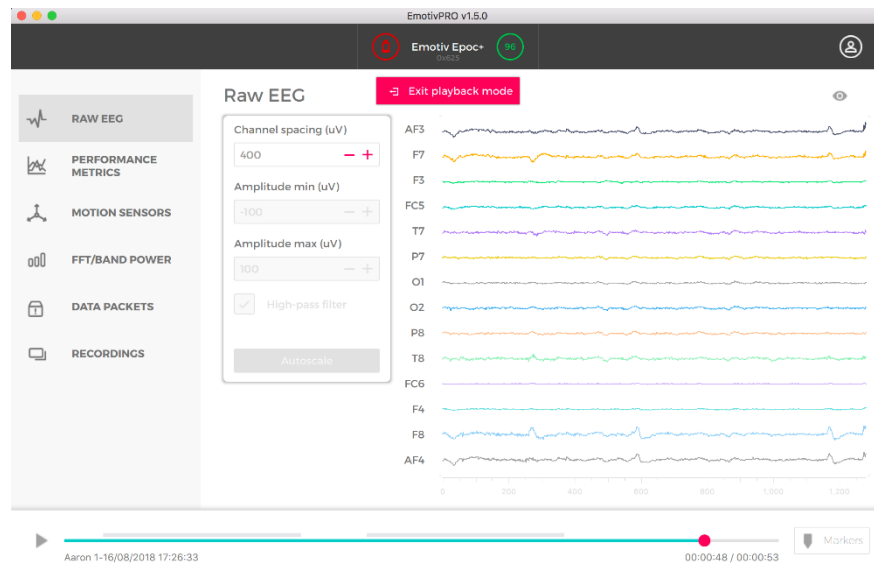 EmotivPRO v1.5.0
Emotiv Epoc+
0x625
96
Raw EEG
Exit playback mode
RAW EEG
PERFORMANCE
METRICS
MOTION SENSORS
FFT/BAND POWER
DATA PACKETS
RECORDINGS
Channel spacing (uV)
400
Amplitude min (uV)
-100
Amplitude max (uV)
100
High-pass filter
Autoscale
AF3
F7
F3
FC5
T7
P7
O1
O2
P8
T8
FC6
F4
F8
AF4
0 200 400 600 800 1,000 1,200
Aaron 1-16/08/2018 17:26:33
00:00:48 / 00:00:53
Markers